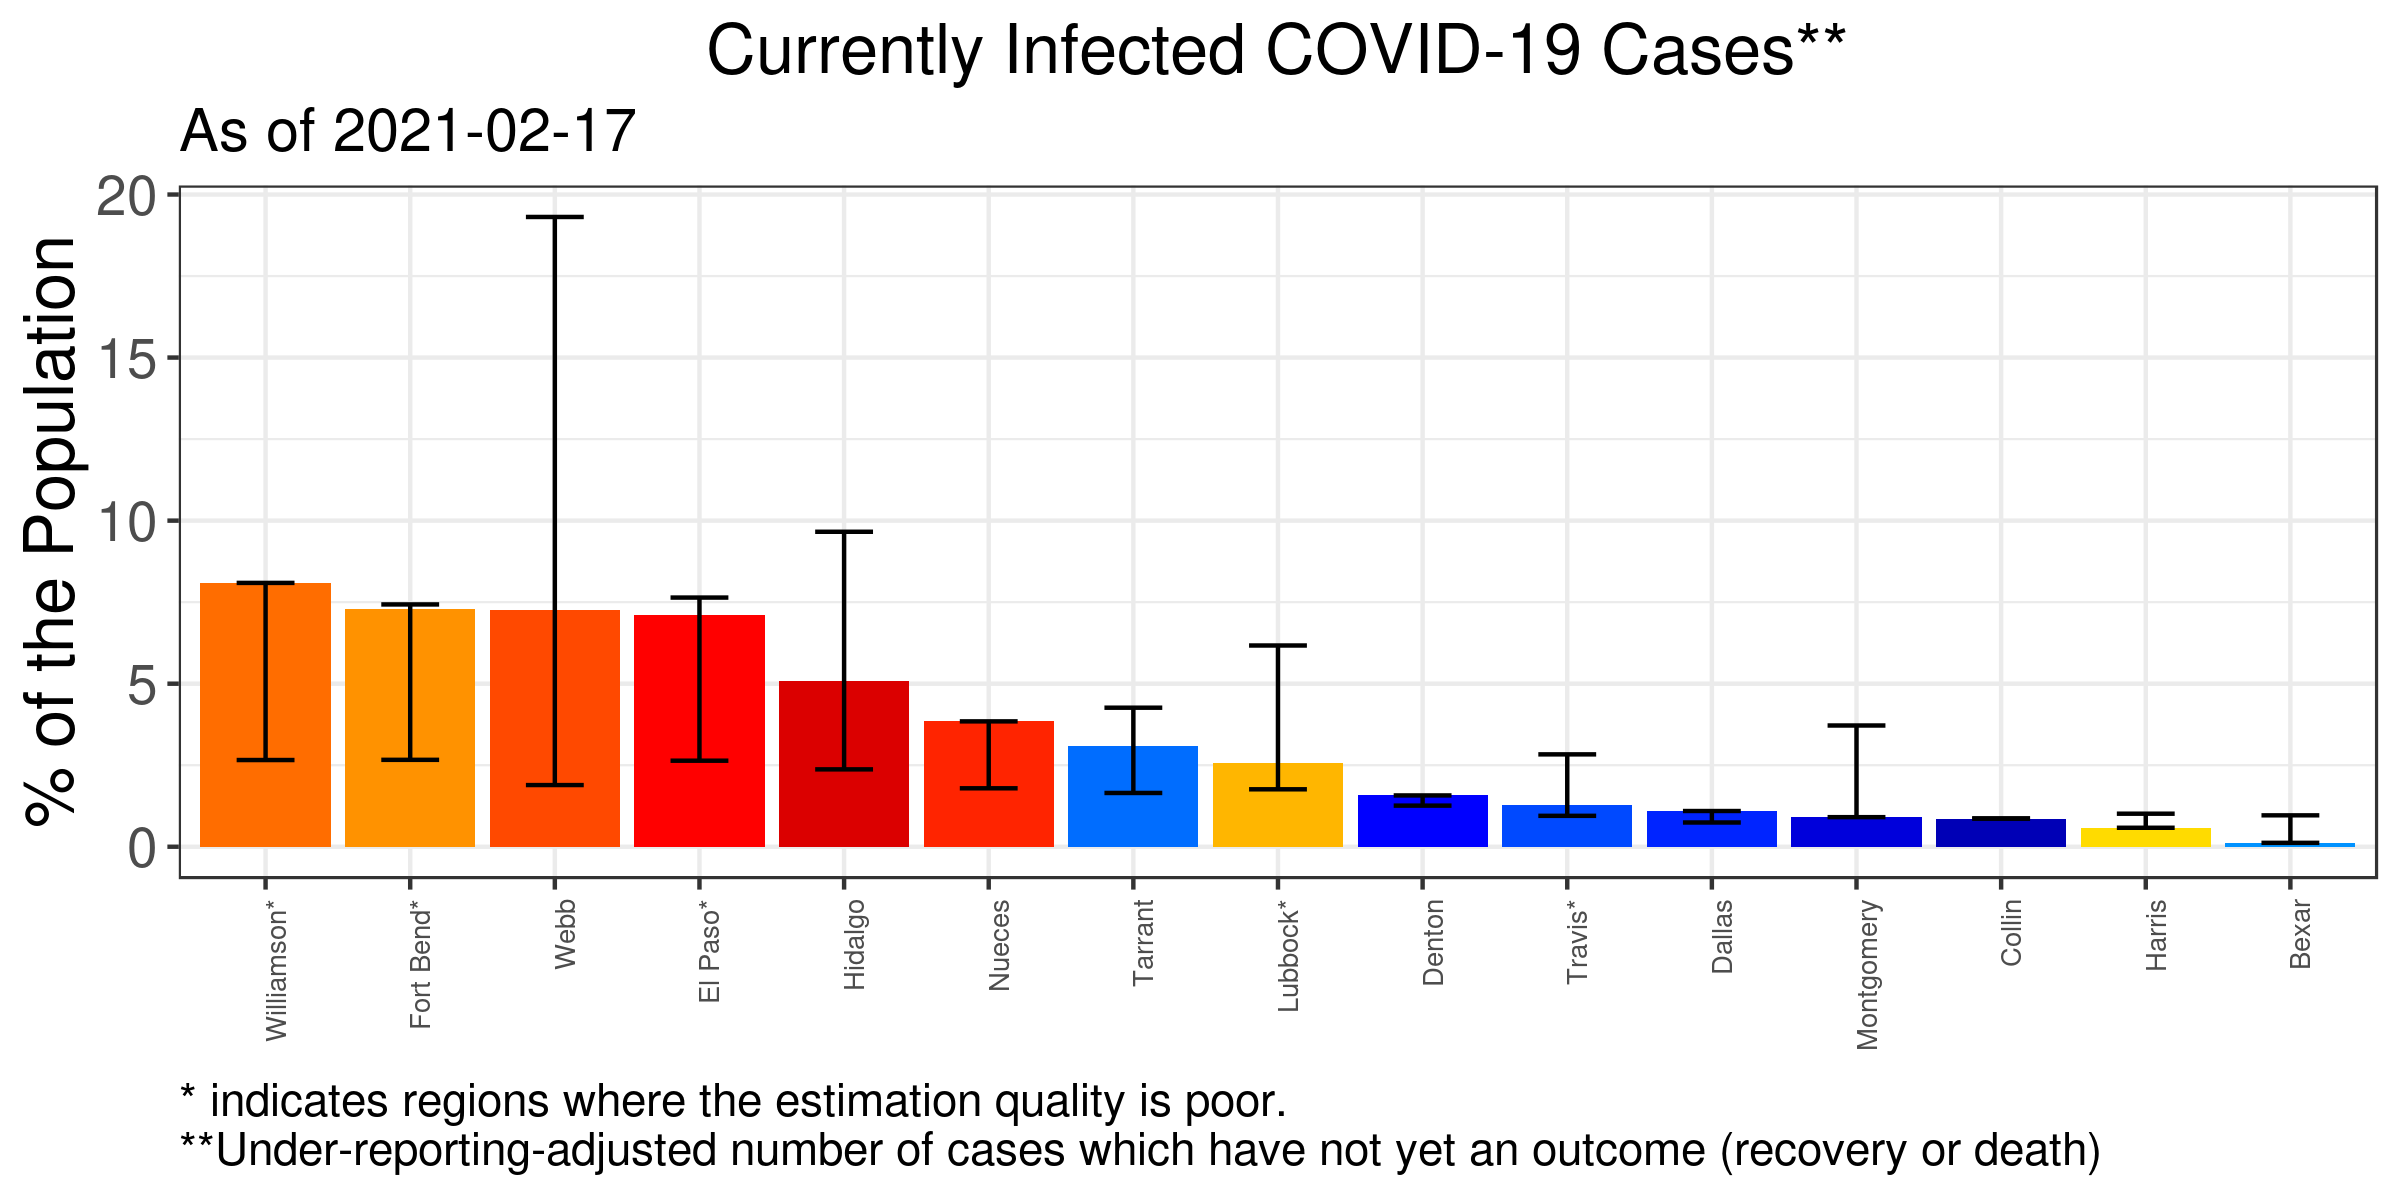 Currently Infected COVID-19 Cases**
As of 2021-02-17
% of the Population
20
15
10
5
0
Williamson*
Fort Bend*
Webb
El Paso*
Hidalgo
Nueces
Tarrant
Lubbock*
Denton
Travis*
Dallas
Montgomery
Collin
Harris
Bexar
* indicates regions where the estimation quality is poor.
**Under-reporting-adjusted number of cases which have not yet an outcome (recovery or death)